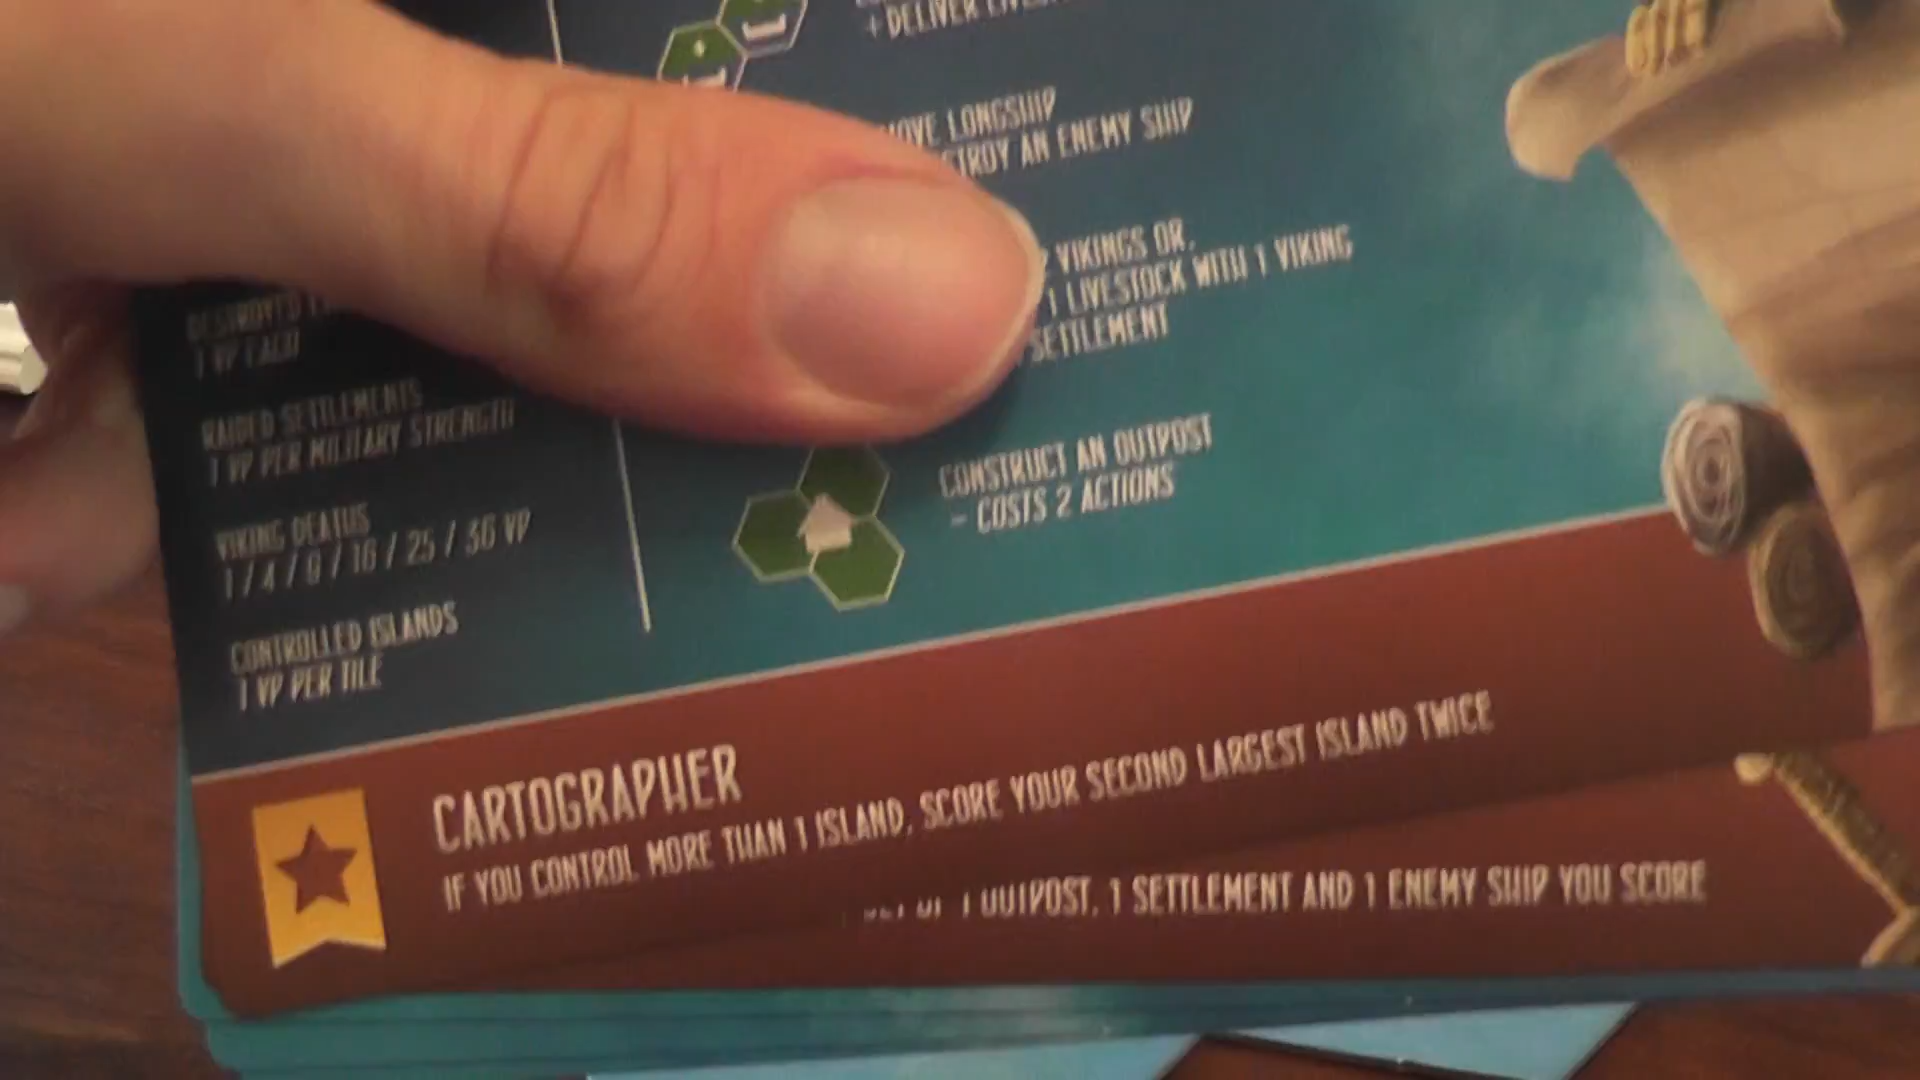 + DELIVER
LONGSHIP
AN ENEMY SHIP
VIKINGS OR,
1 LIVESTOCK WITH 1 VIKING
SETTLEMENT
CONSTRUCT AN OUTPOST
- COSTS 2 ACTIONS
DESTROYED
1 VP EACH
RAIDED SETTLEMENTS
1 VP PER MILITARY STRENGTH
VIKING DEATHS
1 / 4 / 9 / 16 / 25 / 36 VP
CONTROLLED ISLANDS
1 VP PER TILE
CARTOGRAPHER
IF YOU CONTROL MORE THAN 1 ISLAND, SCORE YOUR SECOND LARGEST ISLAND TWICE
1 OUTPOST, 1 SETTLEMENT AND 1 ENEMY SHIP YOU SCORE